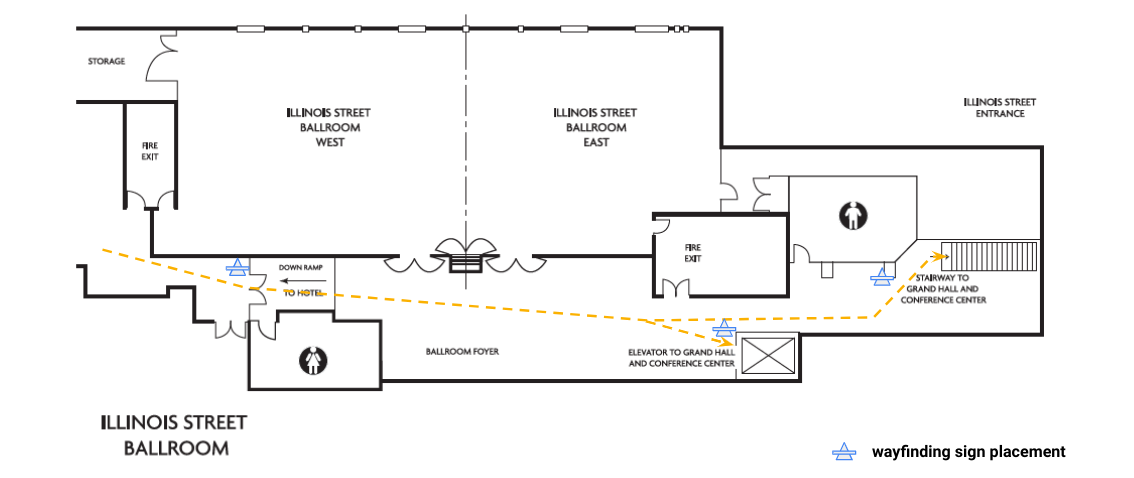 STORAGE
ILLINOIS STREET
BALLROOM
WEST
ILLINOIS STREET
BALLROOM
EAST
ILLINOIS STREET
ENTRANCE
FIRE
EXIT
FIRE
EXIT
DOWN RAMP
TO HOTEL
STAIRWAY TO
GRAND HALL AND
CONFERENCE CENTER
BALLROOM FOYER
ELEVATOR TO GRAND HALL
AND CONFERENCE CENTER
ILLINOIS STREET
BALLROOM
wayfinding sign placement